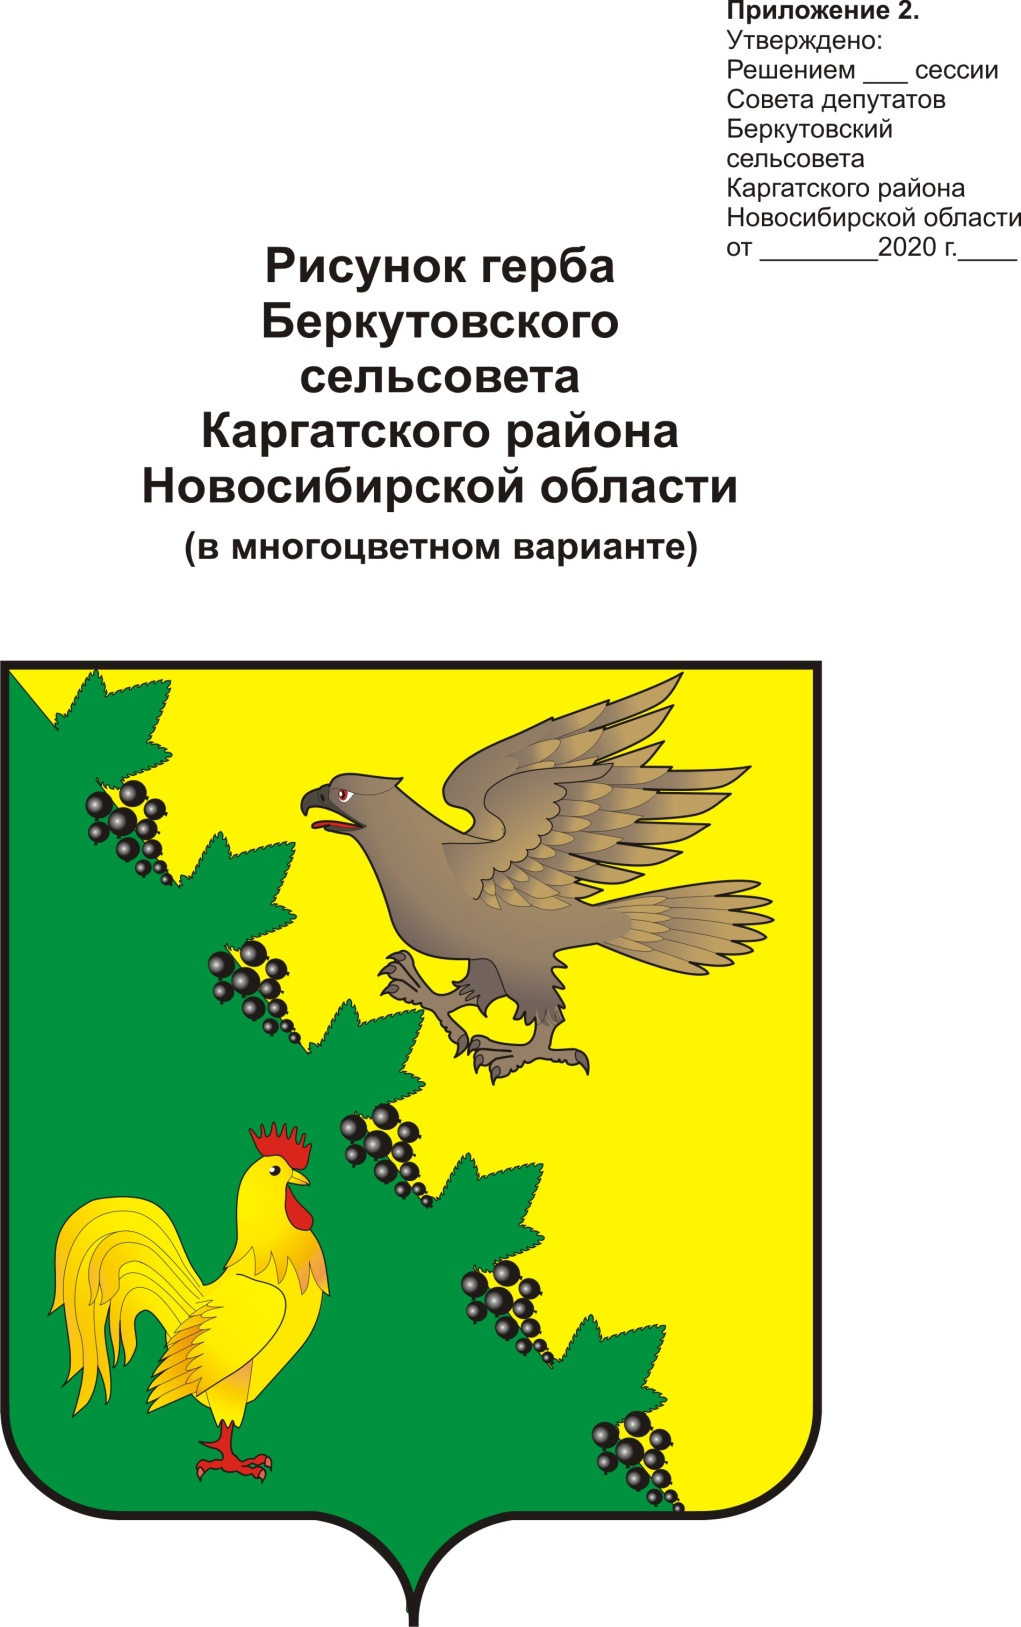 Приложение 2.
Утверждено:
Решением ___ сессии
Совета депутатов
Беркутовский
сельсовета
Каргатского района
Новосибирской области
от ________2020 г.____
Рисунок герба
Беркутовского
сельсовета
Каргатского района
Новосибирской области
(в многоцветном варианте)